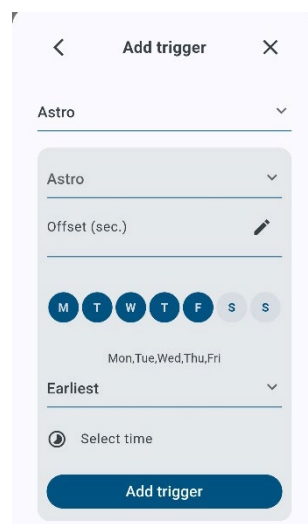 Add trigger
Astro
Astro
Offset (sec.)
M T W T F S S
Mon,Tue,Wed,Thu,Fri
Earliest
Select time
Add trigger